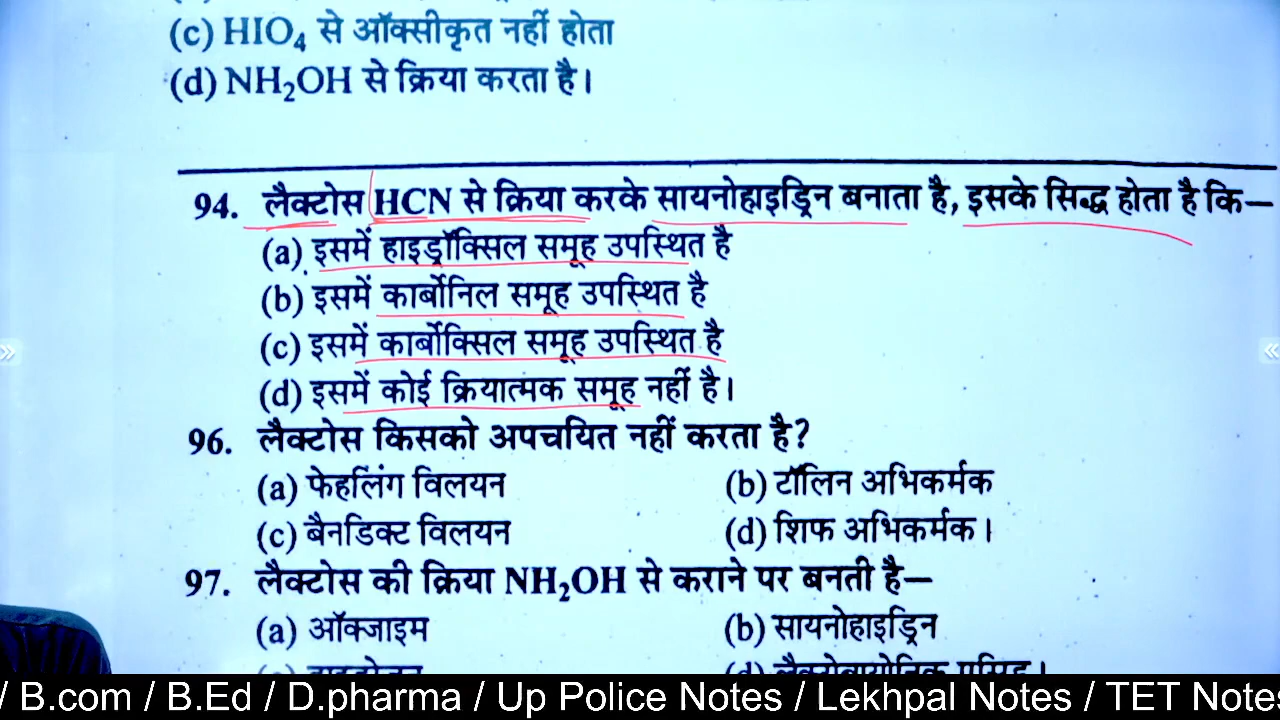 (c) HIO₄ से ऑक्सीकृत नहीं होता
(d) NH₂OH से क्रिया करता है।
94. लैक्टोस HCN से क्रिया करके सायनोहाइड्रिन बनाता है, इसके सिद्ध होता है कि—
(a) इसमें हाइड्रॉक्सिल समूह उपस्थित है
(b) इसमें कार्बोनिल समूह उपस्थित है
(c) इसमें कार्बोक्सिल समूह उपस्थित है
(d) इसमें कोई क्रियात्मक समूह नहीं है।
96. लैक्टोस किसको अपचयित नहीं करता है?
(a) फेहलिंग विलयन (b) टॉलिन अभिकर्मक
(c) बैनडिक्ट विलयन (d) शिफ अभिकर्मक।
97. लैक्टोस की क्रिया NH₂OH से कराने पर बनती है—
(a) ऑक्जाइम (b) सायनोहाइड्रिन
/ B.com / B.Ed / D.pharma / Up Police Notes / Lekhpal Notes / TET Notes